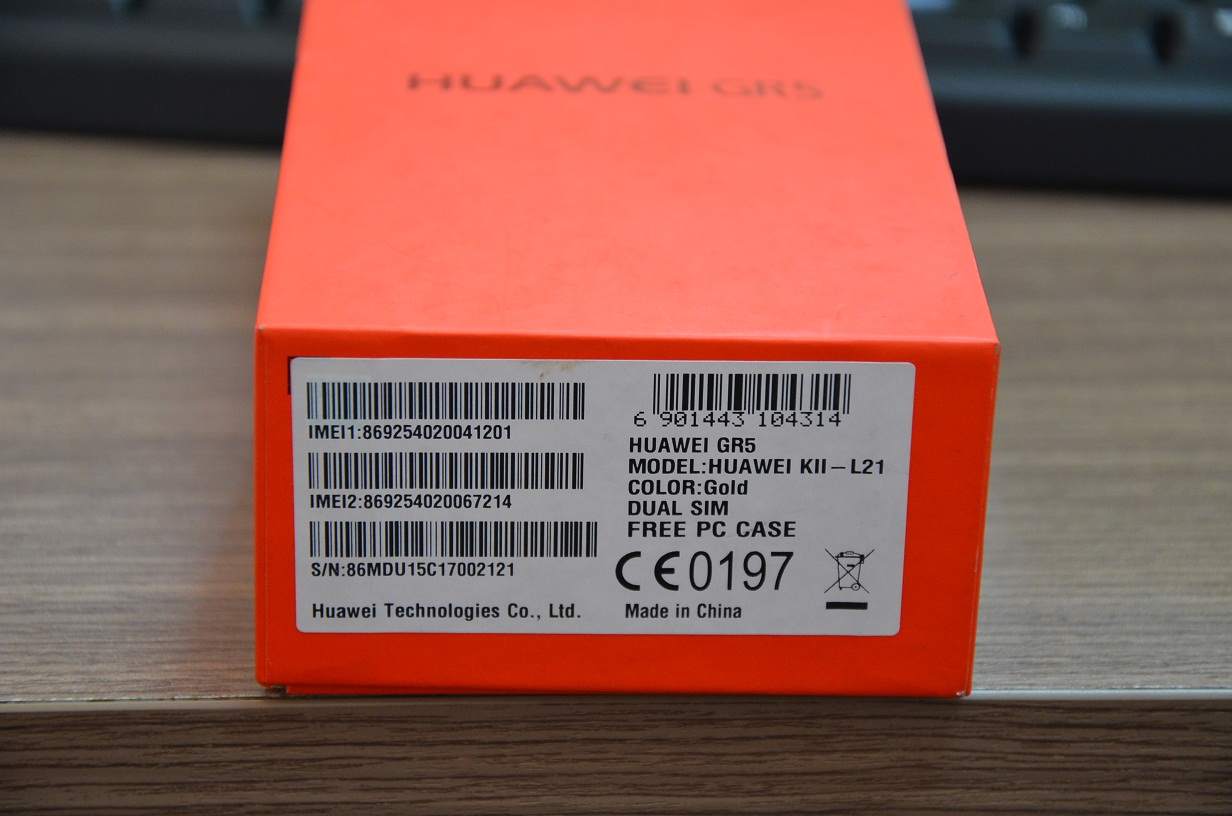 HUAWEI GR5
IMEI1:869254020041201
IMEI2:869254020067214
S/N:86MDU15C17002121
Huawei Technologies Co., Ltd.
6 901443 104314
HUAWEI GR5
MODEL:HUAWEI KII-L21
COLOR:Gold
DUAL SIM
FREE PC CASE
CE0197
Made in China